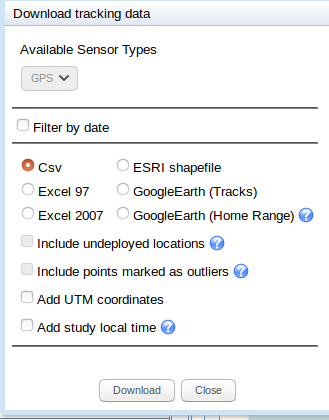 Download tracking data
Available Sensor Types
GPS
Filter by date
Csv ESRI shapefile
Excel 97 GoogleEarth (Tracks)
Excel 2007 GoogleEarth (Home Range) ?
Include undeployed locations ?
Include points marked as outliers ?
Add UTM coordinates
Add study local time ?
Download Close